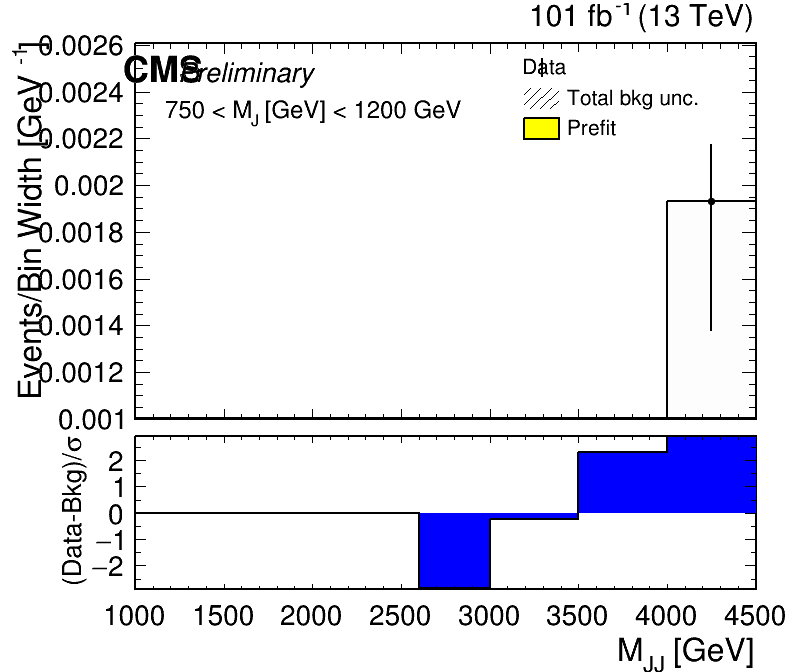 101 fb⁻¹ (13 TeV)
CMS Preliminary
750 < M_J [GeV] < 1200 GeV
Data
Total bkg unc.
Prefit
Events/Bin Width [GeV⁻¹]
0.0026
0.0024
0.0022
0.002
0.0018
0.0016
0.0014
0.0012
0.001
(Data-Bkg)/σ
2
1
0
−1
−2
1000 1500 2000 2500 3000 3500 4000 4500
M_JJ [GeV]